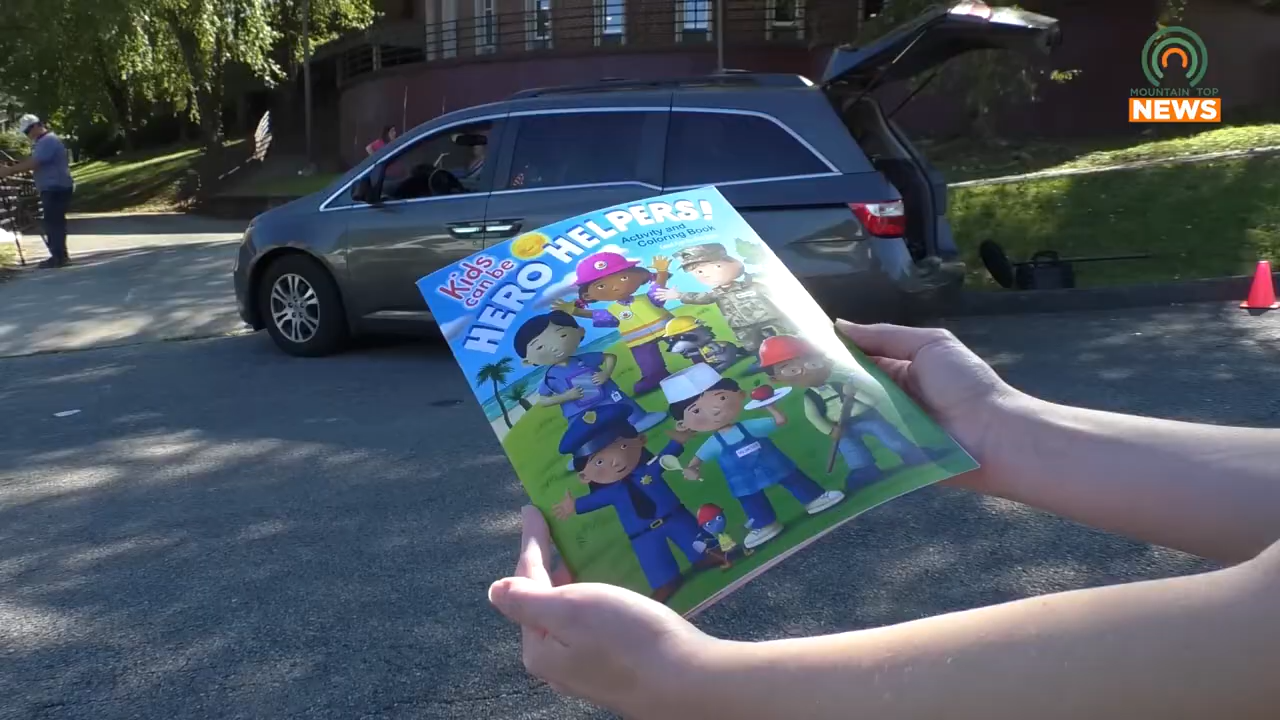 MOUNTAIN TOP
NEWS
Kids
can be
HERO HELPERS!
Activity and
Coloring Book